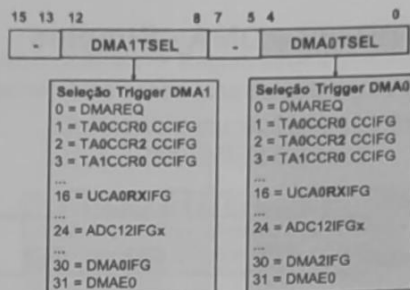 15 13 12 8 7 5 4 0
- DMA1TSEL - DMA0TSEL
Seleção Trigger DMA1
0 = DMAREQ
1 = TA0CCR0 CCIFG
2 = TA0CCR2 CCIFG
3 = TA1CCR0 CCIFG
...
16 = UCA0RXIFG
...
24 = ADC12IFGx
...
30 = DMA0IFG
31 = DMAE0
Seleção Trigger DMA0
0 = DMAREQ
1 = TA0CCR0 CCIFG
2 = TA0CCR2 CCIFG
3 = TA1CCR0 CCIFG
...
16 = UCA0RXIFG
...
24 = ADC12IFGx
...
30 = DMA2IFG
31 = DMAE0